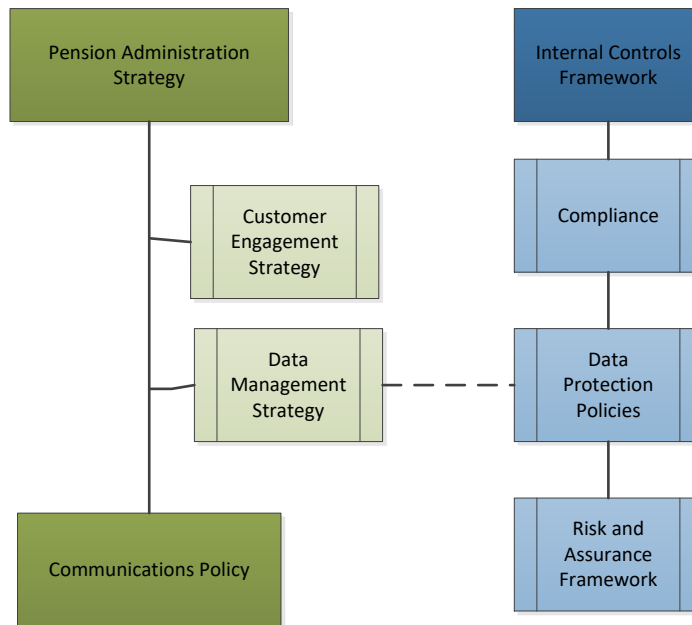 Pension Administration
Strategy
Internal Controls
Framework
Customer
Engagement
Strategy
Compliance
Data
Management
Strategy
Data
Protection
Policies
Communications Policy
Risk and
Assurance
Framework